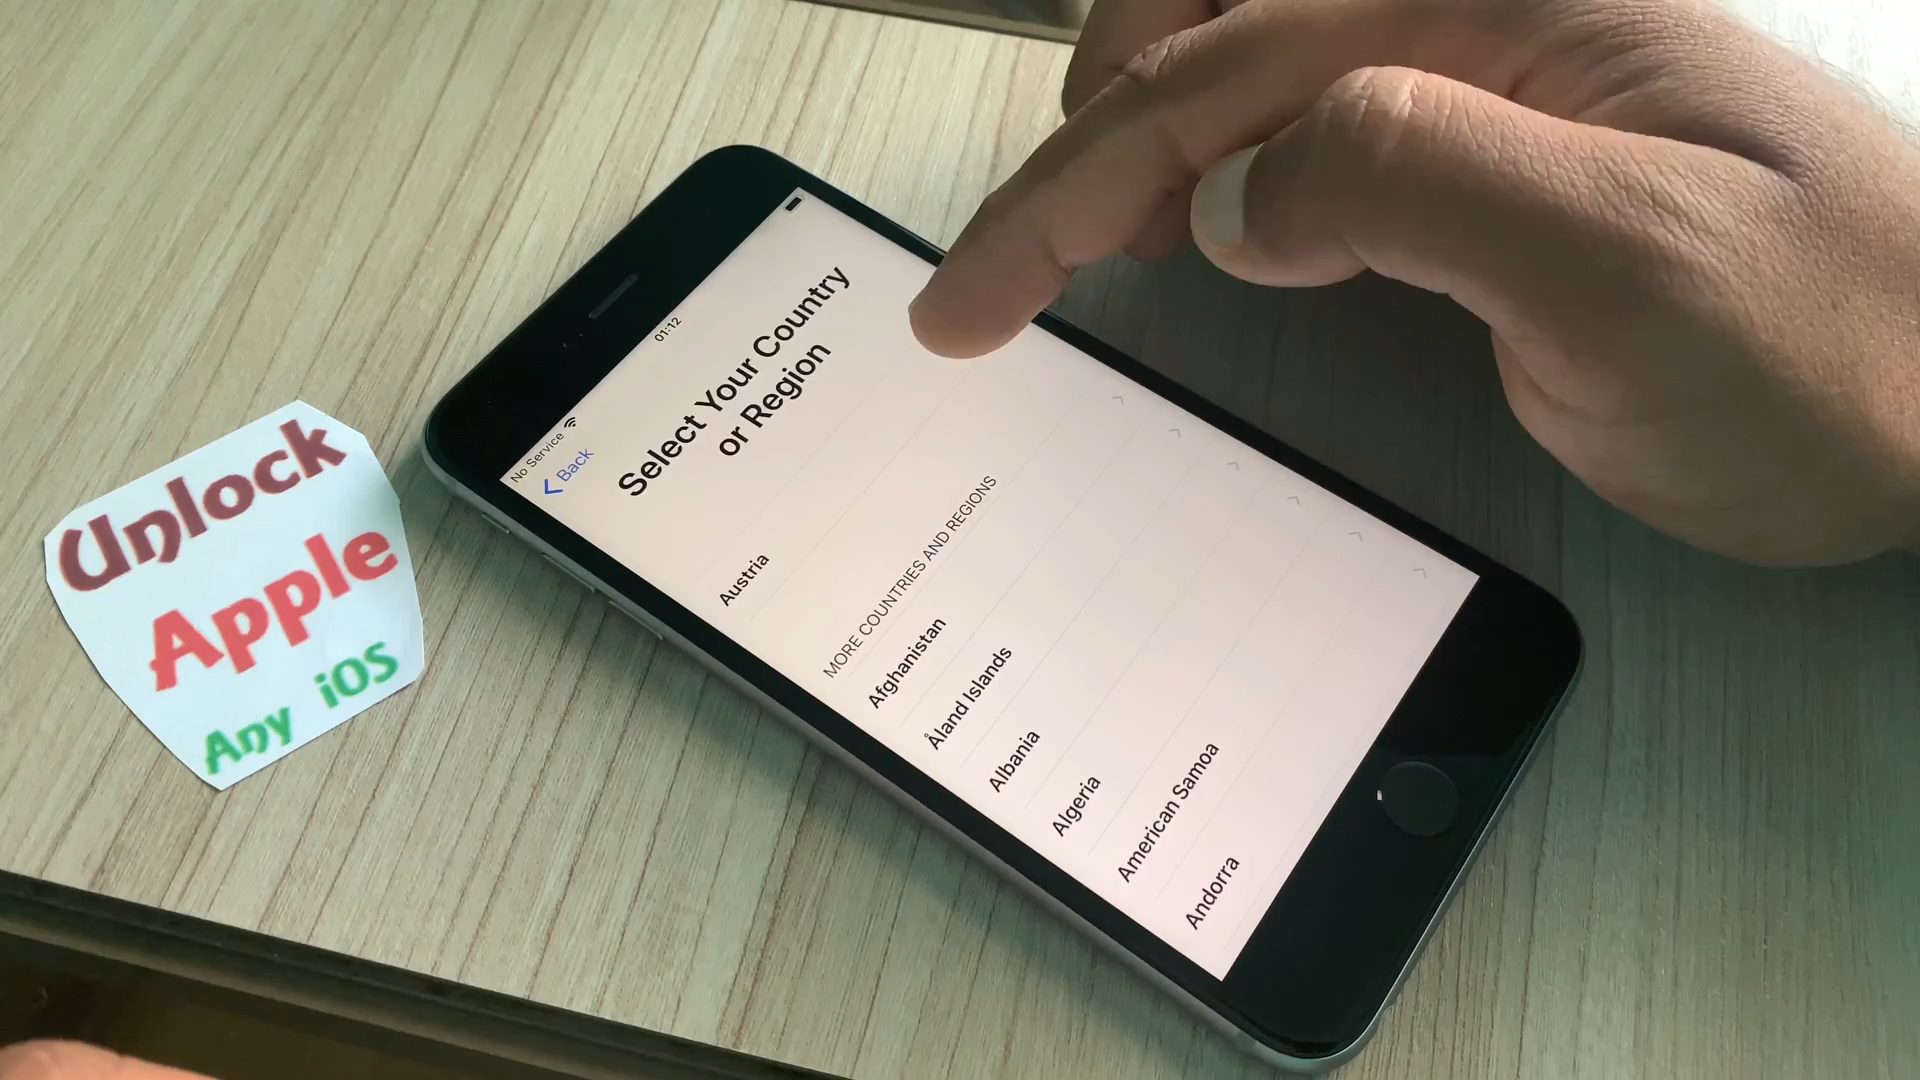 Unlock
Apple
Any iOS
No Service
01:12
Back
Select Your Country
or Region
Austria
MORE COUNTRIES AND REGIONS
Afghanistan
Åland Islands
Albania
Algeria
American Samoa
Andorra